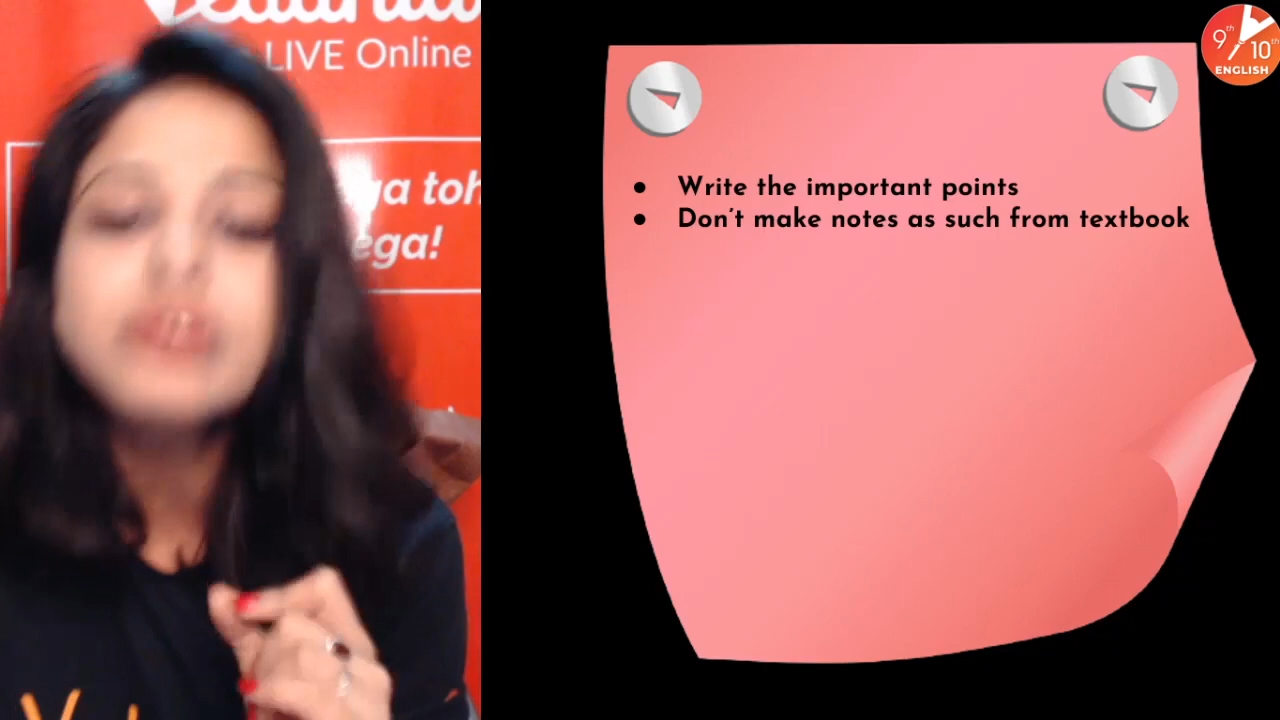 LIVE Online
ga toh
ega!
● Write the important points
● Don't make notes as such from textbook
9th 10th
ENGLISH